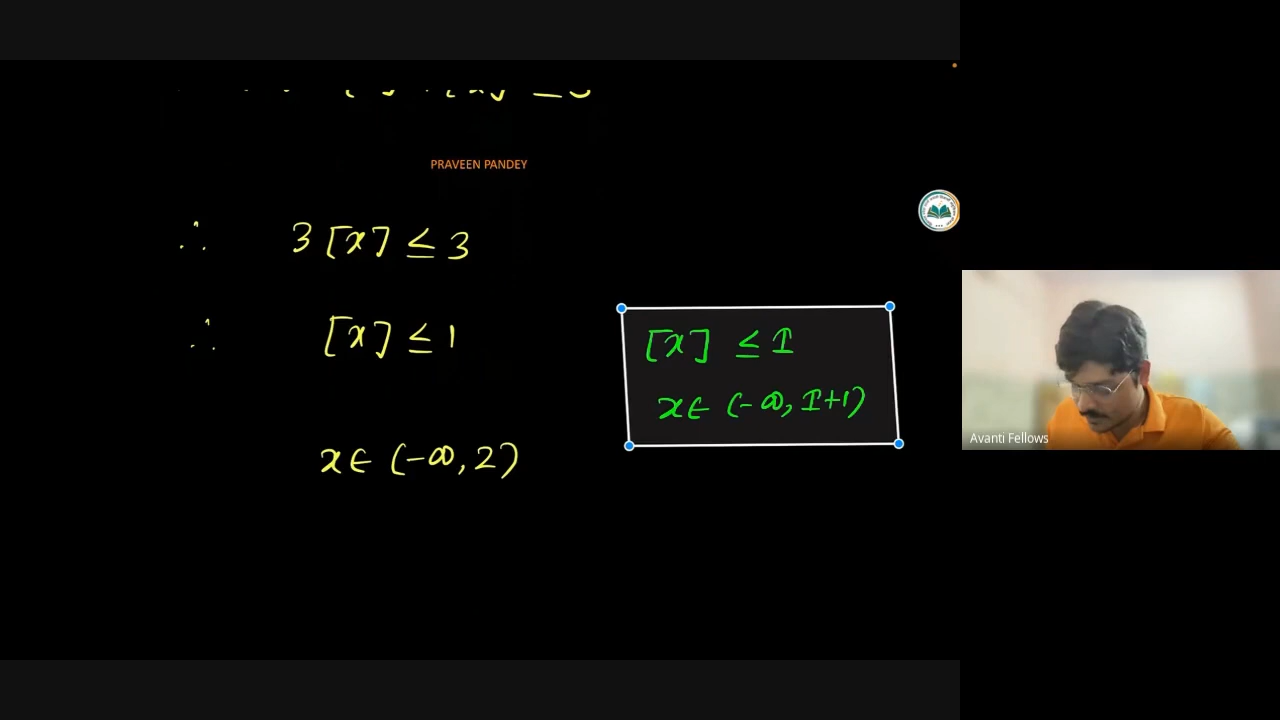 PRAVEEN PANDEY
∴ 3[x] ≤ 3
∴ [x] ≤ 1
x ∈ (-∞, 2)
[x] ≤ I
x ∈ (-∞, I+1)
Avanti Fellows